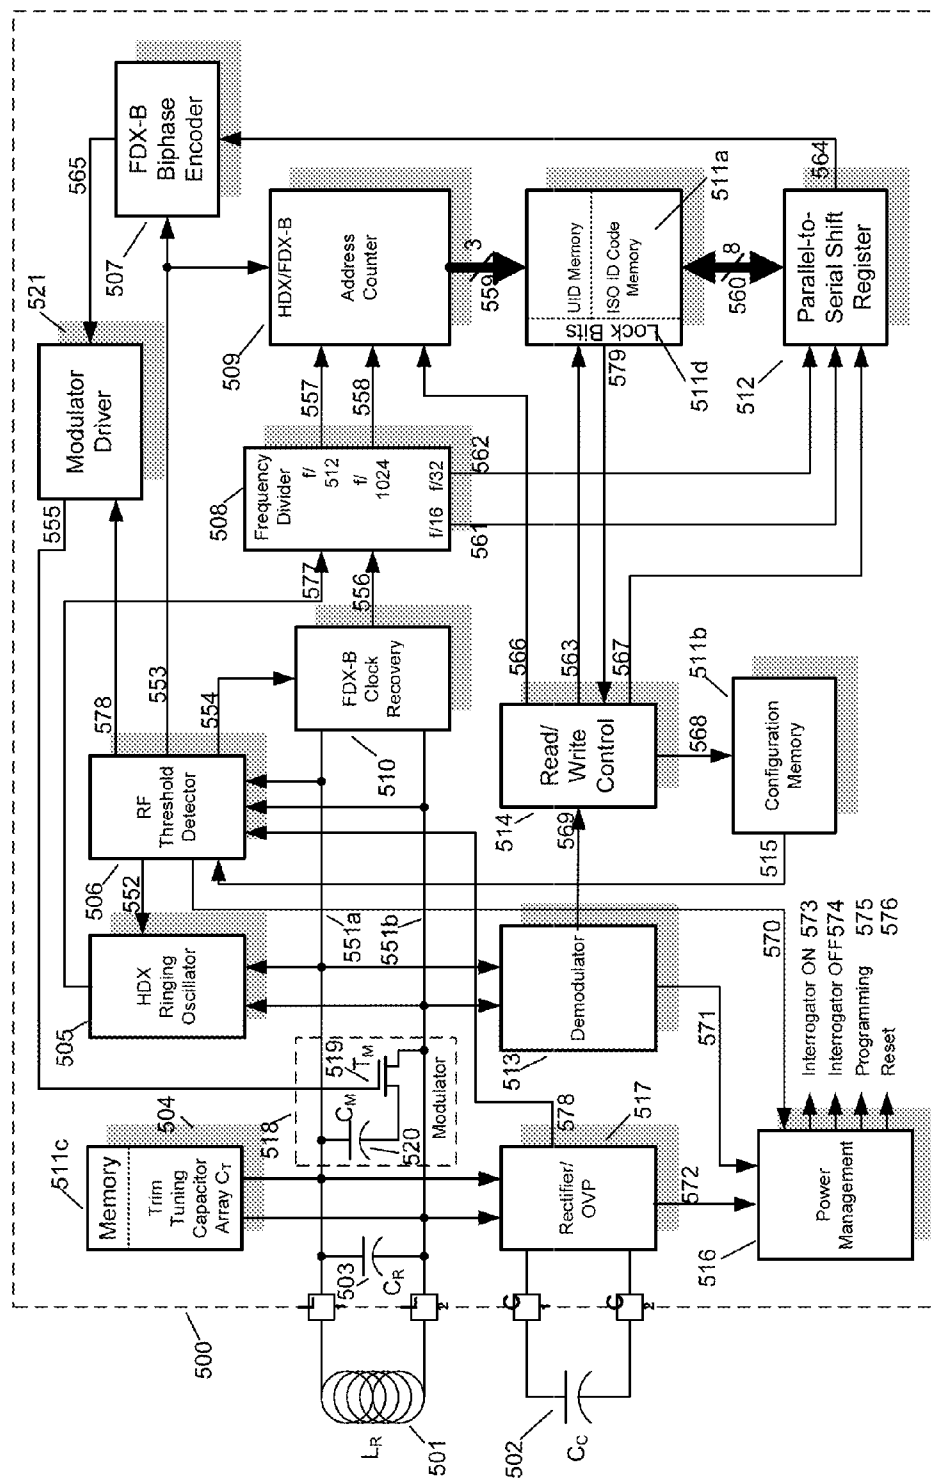 500
511c
Memory
Trim
Tuning
Capacitor
Array CT
504
505
HDX
Ringing
Oscillator
552
506
RF
Threshold
Detector
578
553
554
555
521
Modulator
Driver
565
507
FDX-B
Biphase
Encoder
518
519
TM
CM
520
Modulator
503
CR
551a
551b
510
FDX-B
Clock
Recovery
577
556
508
Frequency
Divider
f/
512
f/
1024
f/16
f/32
557
558
561
562
509
HDX/FDX-B
Address
Counter
559
3
LR
501
L
1
L
2
C
1
C
2
502
CC
Rectifier/
OVP
578
517
572
513
Demodulator
571
569
514
Read/
Write
Control
566
563
567
568
579
UID Memory
ISO ID Code
Memory
Lock Bits
511a
511d
560
8
512
Parallel-to-
Serial Shift
Register
564
511b
Configuration
Memory
515
570
516
Power
Management
Interrogator ON 573
Interrogator OFF 574
Programming 575
Reset 576